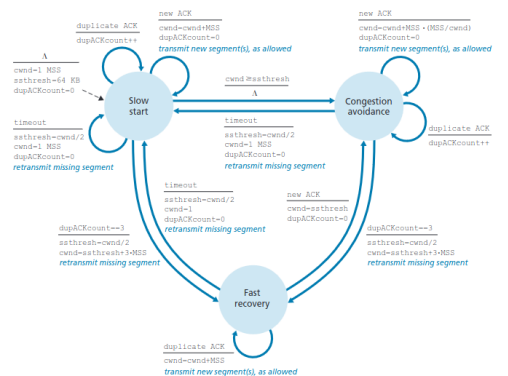 duplicate ACK
dupACKcount++
new ACK
cwnd=cwnd+MSS
dupACKcount=0
transmit new segment(s), as allowed
new ACK
cwnd=cwnd+MSS•(MSS/cwnd)
dupACKcount=0
transmit new segment(s), as allowed
Λ
cwnd=1 MSS
ssthresh=64 KB
dupACKcount=0
Slow
start
cwnd≥ssthresh
Λ
Congestion
avoidance
timeout
ssthresh=cwnd/2
cwnd=1 MSS
dupACKcount=0
retransmit missing segment
timeout
ssthresh=cwnd/2
cwnd=1 MSS
dupACKcount=0
retransmit missing segment
duplicate ACK
dupACKcount++
timeout
ssthresh=cwnd/2
cwnd=1
dupACKcount=0
retransmit missing segment
new ACK
cwnd=ssthresh
dupACKcount=0
dupACKcount==3
ssthresh=cwnd/2
cwnd=ssthresh+3•MSS
retransmit missing segment
dupACKcount==3
ssthresh=cwnd/2
cwnd=ssthresh+3•MSS
retransmit missing segment
Fast
recovery
duplicate ACK
cwnd=cwnd+MSS
transmit new segment(s), as allowed